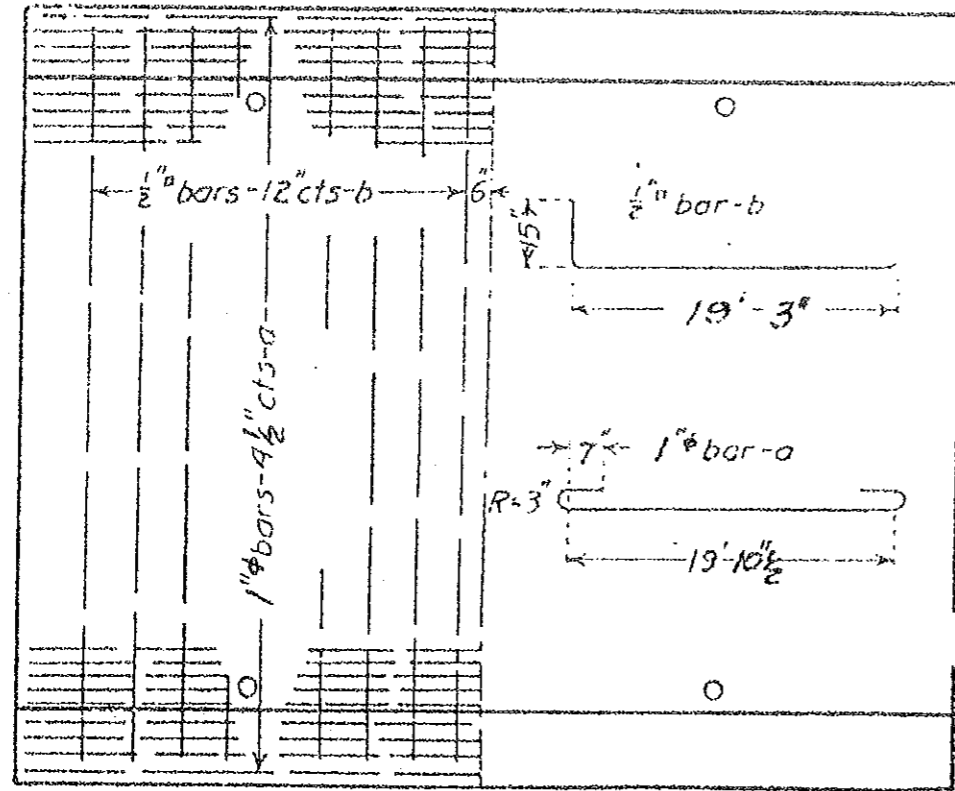 ½"□ bars-12"cts-b
6"
15"
½"□ bar-b
19'-3"
1"ϕ bars-4½"cts-a
7"
1"ϕ bar-a
R=3"
19'-10½"